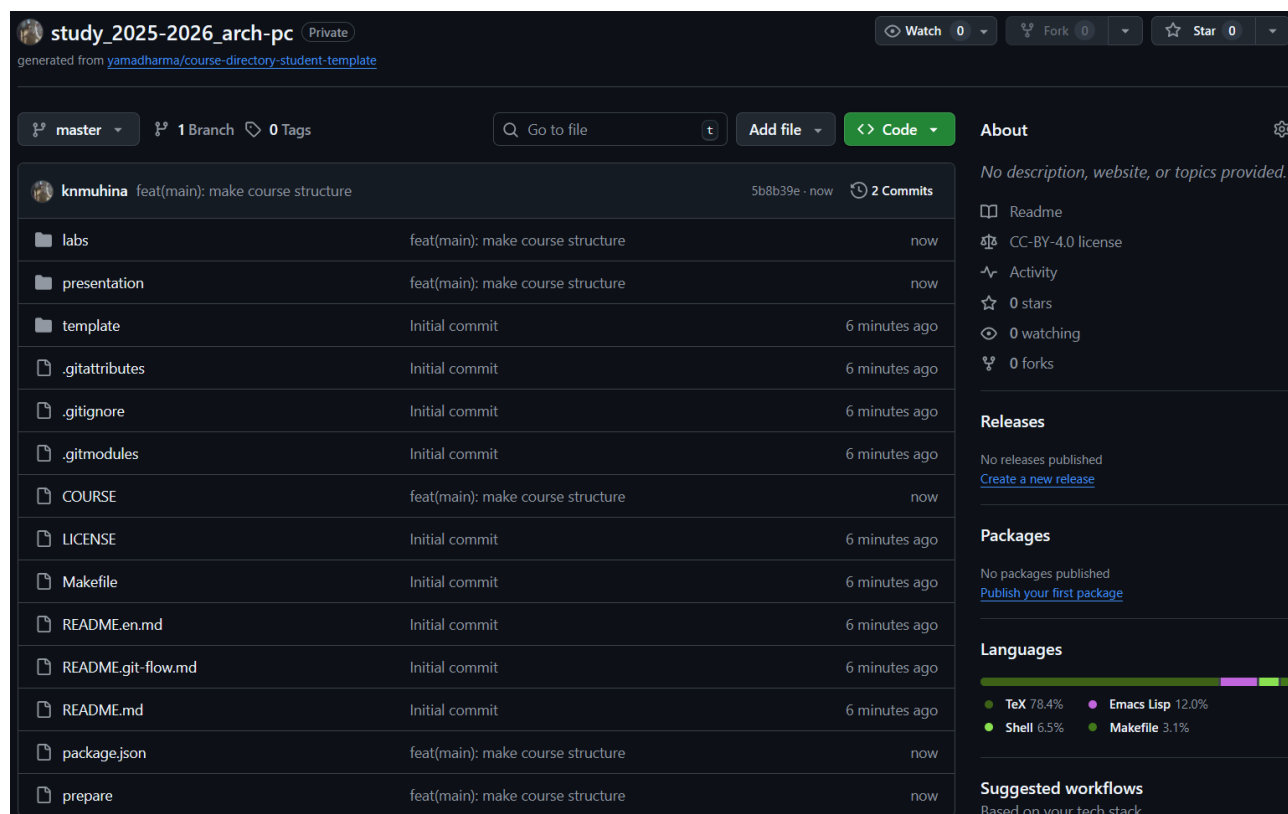 study_2025-2026_arch-pc Private
Watch 0 Fork 0 Star 0
generated from yamadharma/course-directory-student-template
master 1 Branch 0 Tags Go to file t Add file <> Code
knmuhina feat(main): make course structure 5b8b39e · now 2 Commits
labs feat(main): make course structure now
presentation feat(main): make course structure now
template Initial commit 6 minutes ago
.gitattributes Initial commit 6 minutes ago
.gitignore Initial commit 6 minutes ago
.gitmodules Initial commit 6 minutes ago
COURSE feat(main): make course structure now
LICENSE Initial commit 6 minutes ago
Makefile Initial commit 6 minutes ago
README.en.md Initial commit 6 minutes ago
README.git-flow.md Initial commit 6 minutes ago
README.md Initial commit 6 minutes ago
package.json feat(main): make course structure now
prepare feat(main): make course structure now
About
No description, website, or topics provided.
Readme
CC-BY-4.0 license
Activity
0 stars
0 watching
0 forks
Releases
No releases published
Create a new release
Packages
No packages published
Publish your first package
Languages
TeX 78.4% Emacs Lisp 12.0%
Shell 6.5% Makefile 3.1%
Suggested workflows
Based on your tech stack